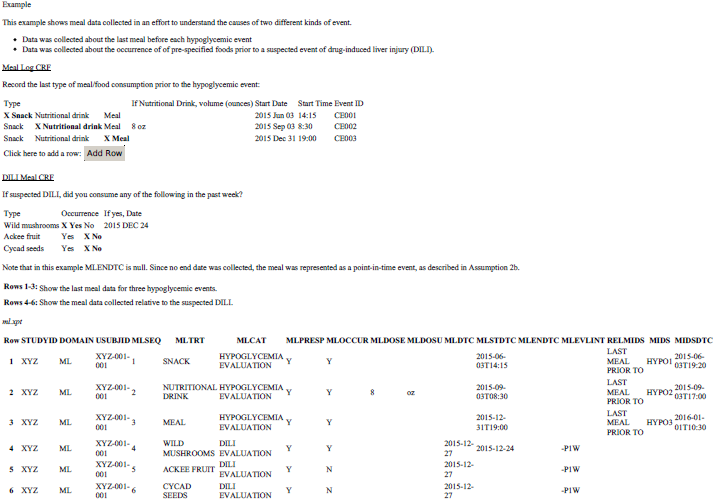 Example
This example shows meal data collected in an effort to understand the causes of two different kinds of event.
• Data was collected about the last meal before each hypoglycemic event
• Data was collected about the occurrence of of pre-specified foods prior to a suspected event of drug-induced liver injury (DILI).
Meal Log CRF
Record the last type of meal/food consumption prior to the hypoglycemic event:
Type If Nutritional Drink, volume (ounces) Start Date Start Time Event ID
X Snack Nutritional drink Meal 2015 Jun 03 14:15 CE001
Snack X Nutritional drink Meal 8 oz 2015 Sep 03 8:30 CE002
Snack Nutritional drink X Meal 2015 Dec 31 19:00 CE003
Click here to add a row: Add Row
DILI Meal CRF
If suspected DILI, did you consume any of the following in the past week?
Type Occurrence If yes, Date
Wild mushrooms X Yes No 2015 DEC 24
Ackee fruit Yes X No
Cycad seeds Yes X No
Note that in this example MLENDTC is null. Since no end date was collected, the meal was represented as a point-in-time event, as described in Assumption 2b.
Rows 1-3: Show the last meal data for three hypoglycemic events.
Rows 4-6: Show the meal data collected relative to the suspected DILI.
ml.xpt
Row STUDYID DOMAIN USUBJID MLSEQ MLTRT MLCAT MLPRESP MLOCCUR MLDOSE MLDOSU MLDTC MLSTDTC MLENDTC MLEVLINT RELMIDS MIDS MIDSDTC
1 XYZ ML XYZ-001-001 1 SNACK HYPOGLYCEMIA EVALUATION Y Y 2015-06-03T14:15 LAST MEAL PRIOR TO HYPO1 2015-06-03T19:20
2 XYZ ML XYZ-001-001 2 NUTRITIONAL DRINK HYPOGLYCEMIA EVALUATION Y Y 8 oz 2015-09-03T08:30 LAST MEAL PRIOR TO HYPO2 2015-09-03T17:00
3 XYZ ML XYZ-001-001 3 MEAL HYPOGLYCEMIA EVALUATION Y Y 2015-12-31T19:00 LAST MEAL PRIOR TO HYPO3 2016-01-01T10:30
4 XYZ ML XYZ-001-001 4 WILD MUSHROOMS DILI EVALUATION Y Y 2015-12-27 2015-12-24 -P1W
5 XYZ ML XYZ-001-001 5 ACKEE FRUIT DILI EVALUATION Y N 2015-12-27 -P1W
6 XYZ ML XYZ-001-001 6 CYCAD SEEDS DILI EVALUATION Y N 2015-12-27 -P1W